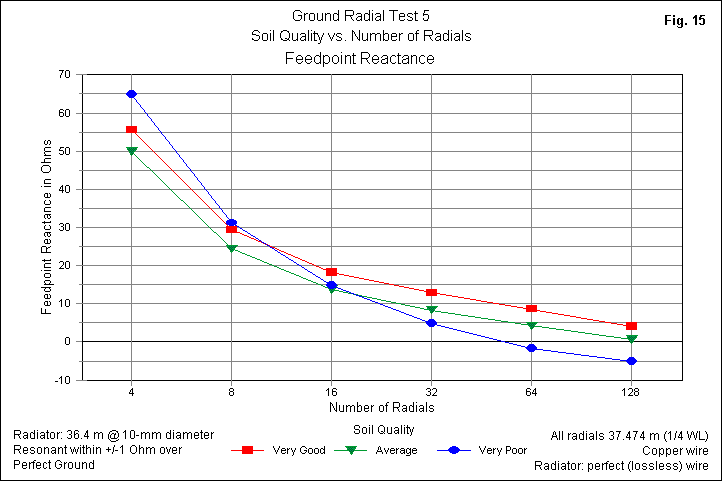 Ground Radial Test 5
Fig. 15
Soil Quality vs. Number of Radials
Feedpoint Reactance
Feedpoint Reactance in Ohms
70
60
50
40
30
20
10
0
-10
4 8 16 32 64 128
Number of Radials
Soil Quality
Very Good Average Very Poor
Radiator: 36.4 m @ 10-mm diameter
Resonant within +/-1 Ohm over
Perfect Ground
All radials 37.474 m (1/4 WL)
Copper wire
Radiator: perfect (lossless) wire